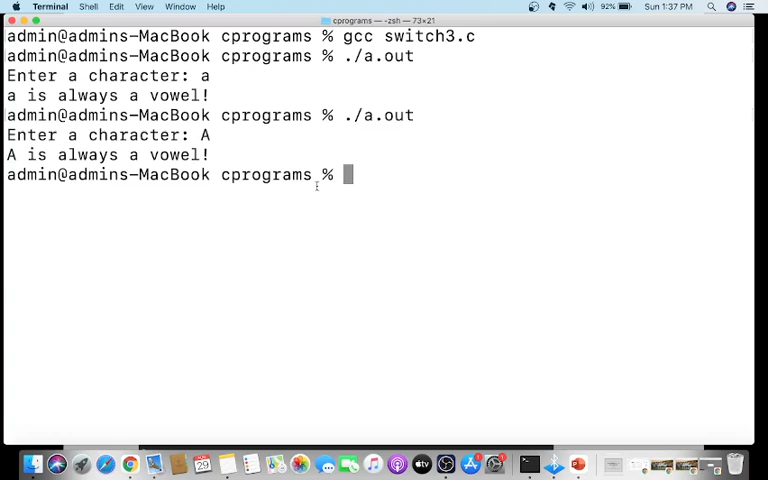 Terminal Shell Edit View Window Help 92% Sun 1:37 PM
cprograms — -zsh — 73×21
admin@admins-MacBook cprograms % gcc switch3.c
admin@admins-MacBook cprograms % ./a.out
Enter a character: a
a is always a vowel!
admin@admins-MacBook cprograms % ./a.out
Enter a character: A
A is always a vowel!
admin@admins-MacBook cprograms %